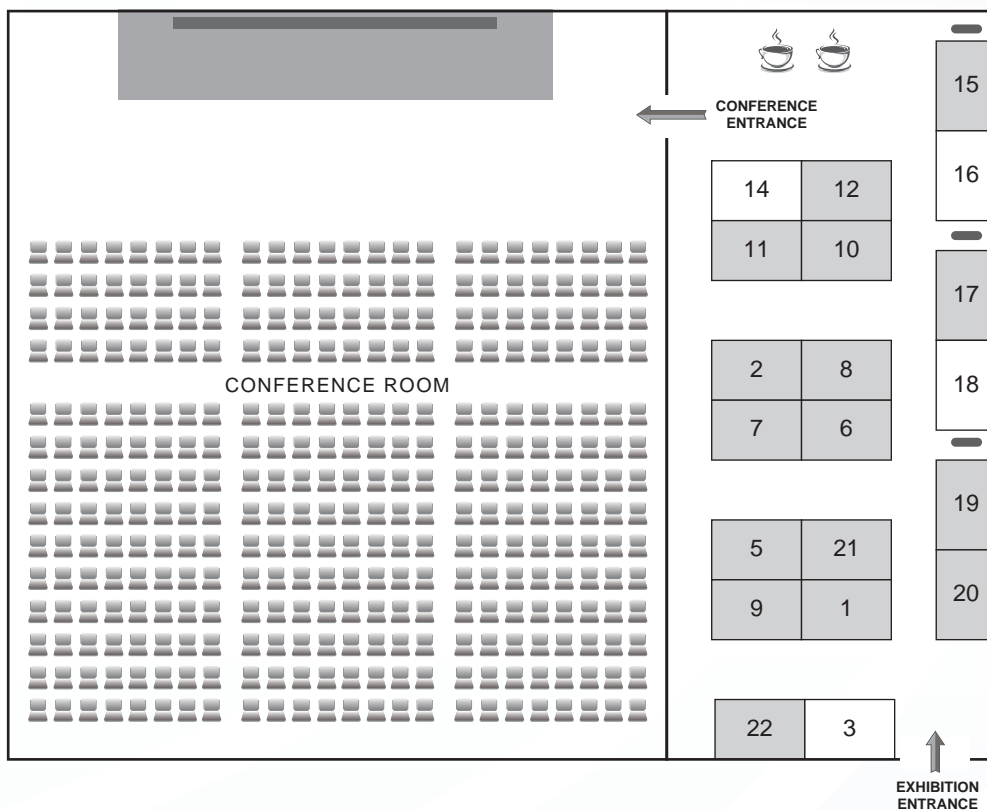 15
CONFERENCE
ENTRANCE
16
14 12
11 10
17
2 8
CONFERENCE ROOM
18
7 6
19
5 21
20
9 1
22 3
EXHIBITION
ENTRANCE